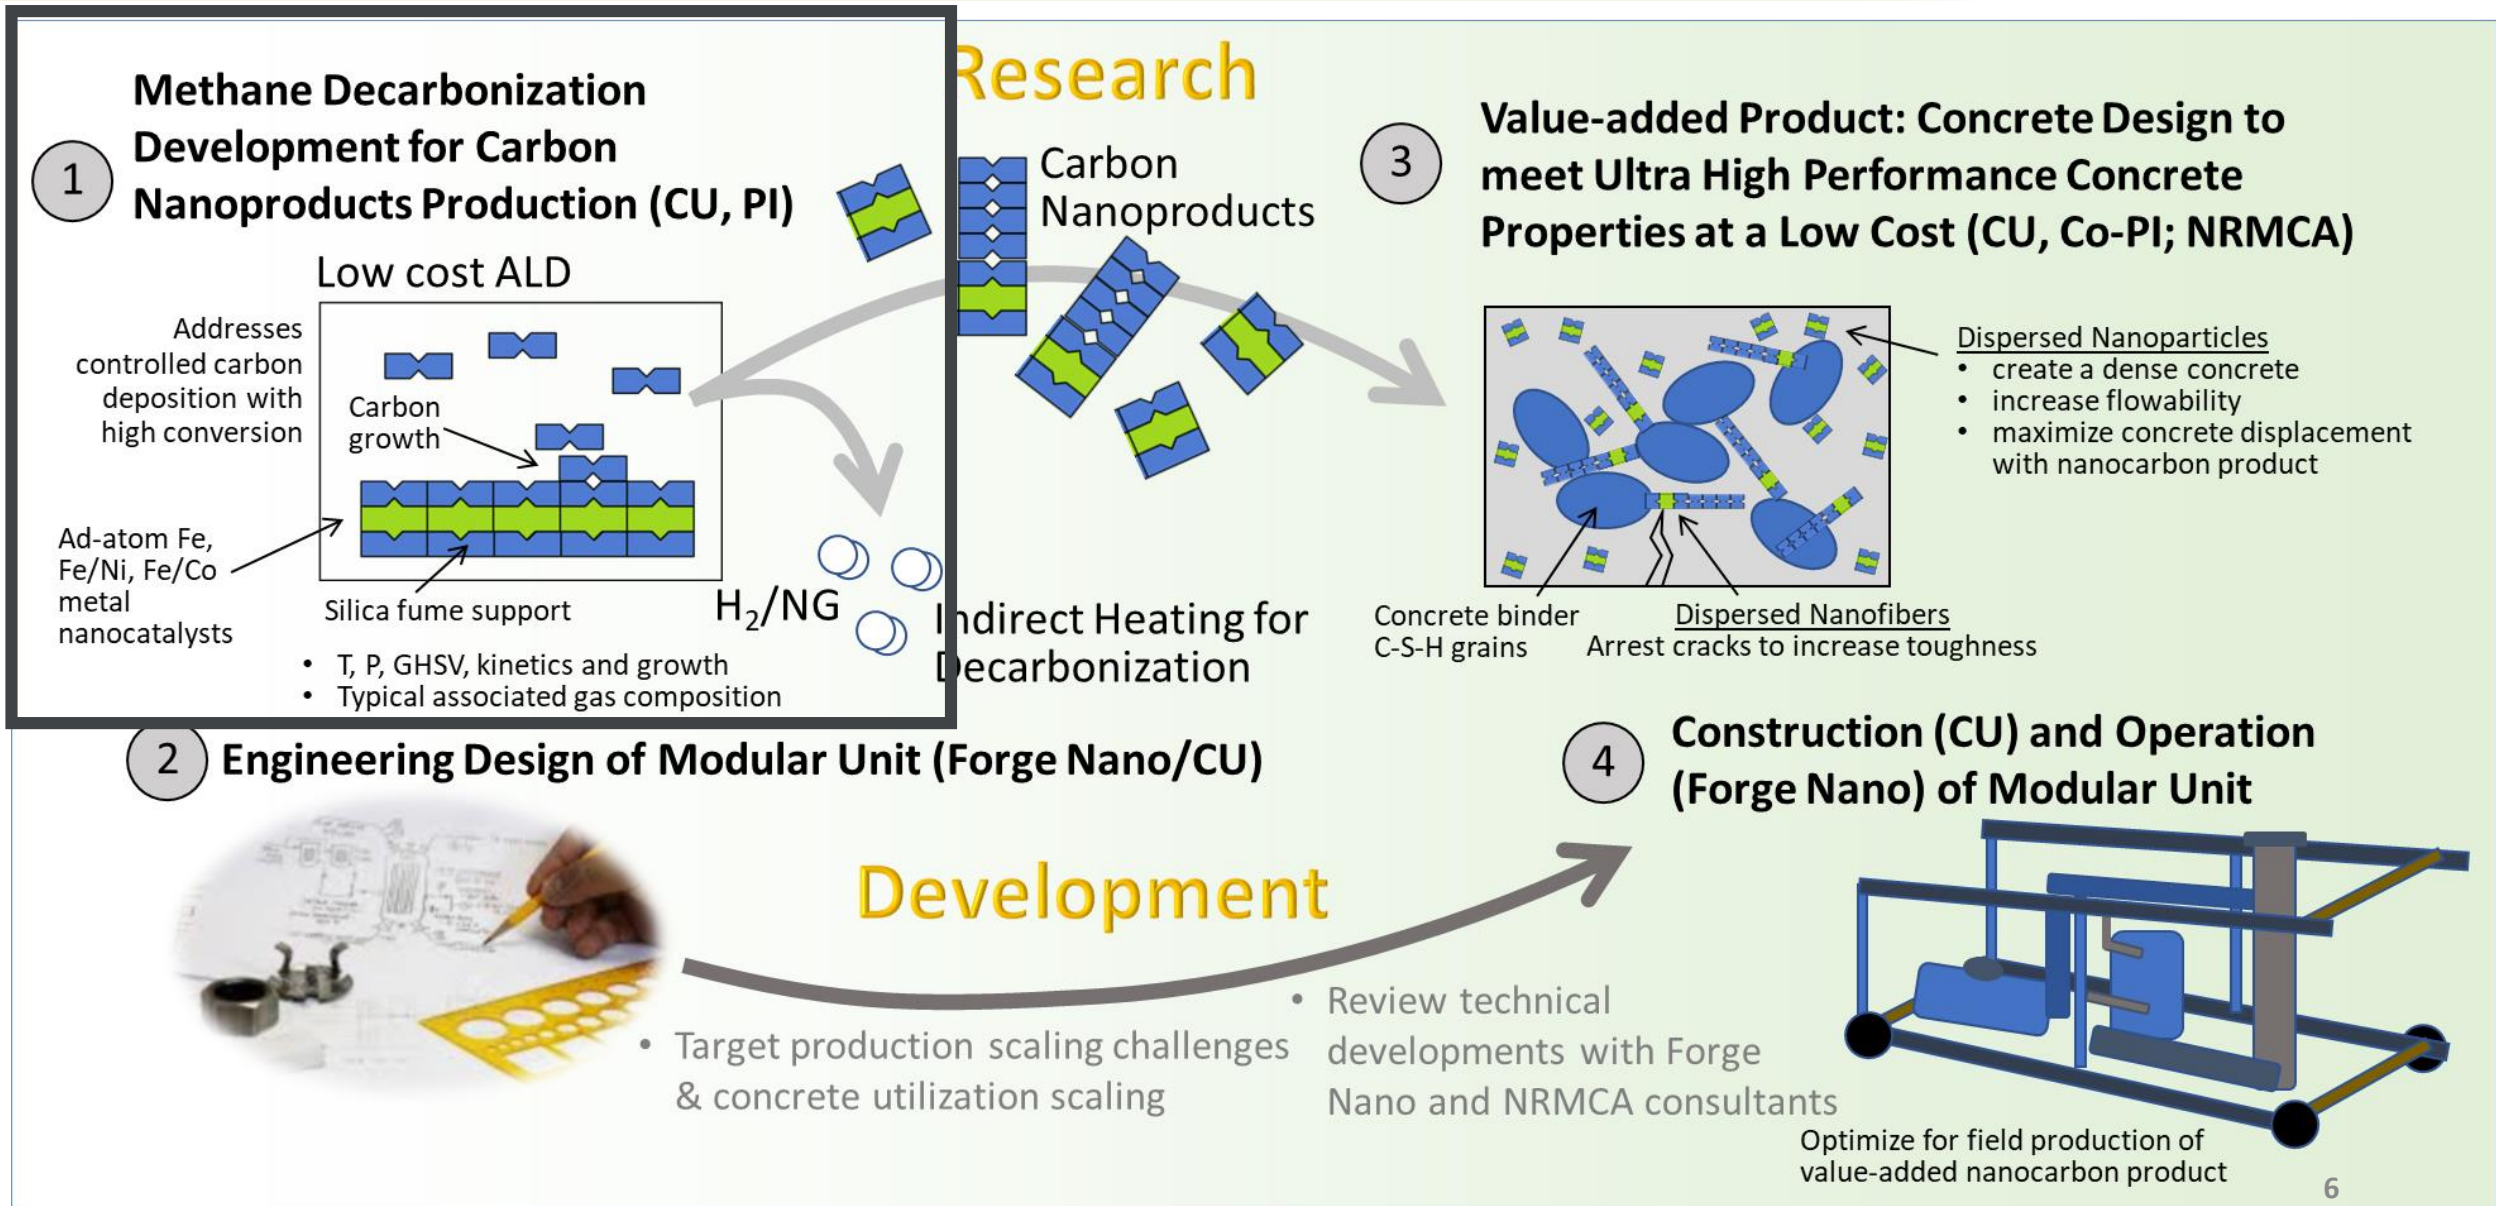 Research
1
Methane Decarbonization
Development for Carbon
Nanoproducts Production (CU, PI)
Low cost ALD
Addresses
controlled carbon
deposition with
high conversion
Carbon
growth
Ad-atom Fe,
Fe/Ni, Fe/Co
metal
nanocatalysts
Silica fume support
H₂/NG
• T, P, GHSV, kinetics and growth
• Typical associated gas composition
Carbon
Nanoproducts
Indirect Heating for
Decarbonization
3
Value-added Product: Concrete Design to
meet Ultra High Performance Concrete
Properties at a Low Cost (CU, Co-PI; NRMCA)
Dispersed Nanoparticles
• create a dense concrete
• increase flowability
• maximize concrete displacement
with nanocarbon product
Concrete binder
C-S-H grains
Dispersed Nanofibers
Arrest cracks to increase toughness
2
Engineering Design of Modular Unit (Forge Nano/CU)
Development
• Target production scaling challenges
& concrete utilization scaling
• Review technical
developments with Forge
Nano and NRMCA consultants
4
Construction (CU) and Operation
(Forge Nano) of Modular Unit
Optimize for field production of
value-added nanocarbon product
6